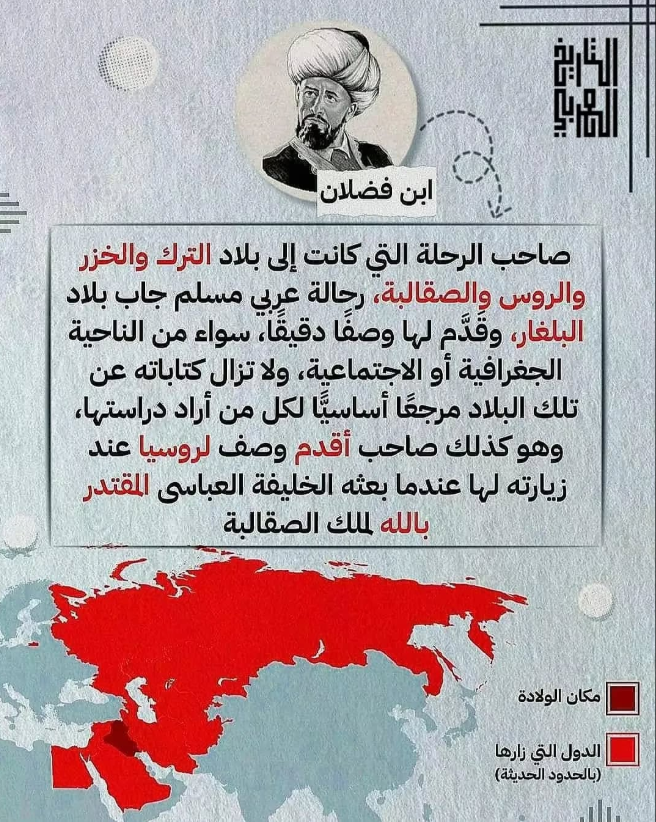 التاريخ
العربي
ابن فضلان
صاحب الرحلة التي كانت إلى بلاد الترك والخزر
والروس والصقالبة، رحالة عربي مسلم جاب بلاد
البلغار، وقَدَّم لها وصفًا دقيقًا، سواء من الناحية
الجغرافية أو الاجتماعية، ولا تزال كتاباته عن
تلك البلاد مرجعًا أساسيًّا لكل من أراد دراستها،
وهو كذلك صاحب أقدم وصف لروسيا عند
زيارته لها عندما بعثه الخليفة العباسى المقتدر
بالله لملك الصقالبة
مكان الولادة
الدول التي زارها
(بالحدود الحديثة)